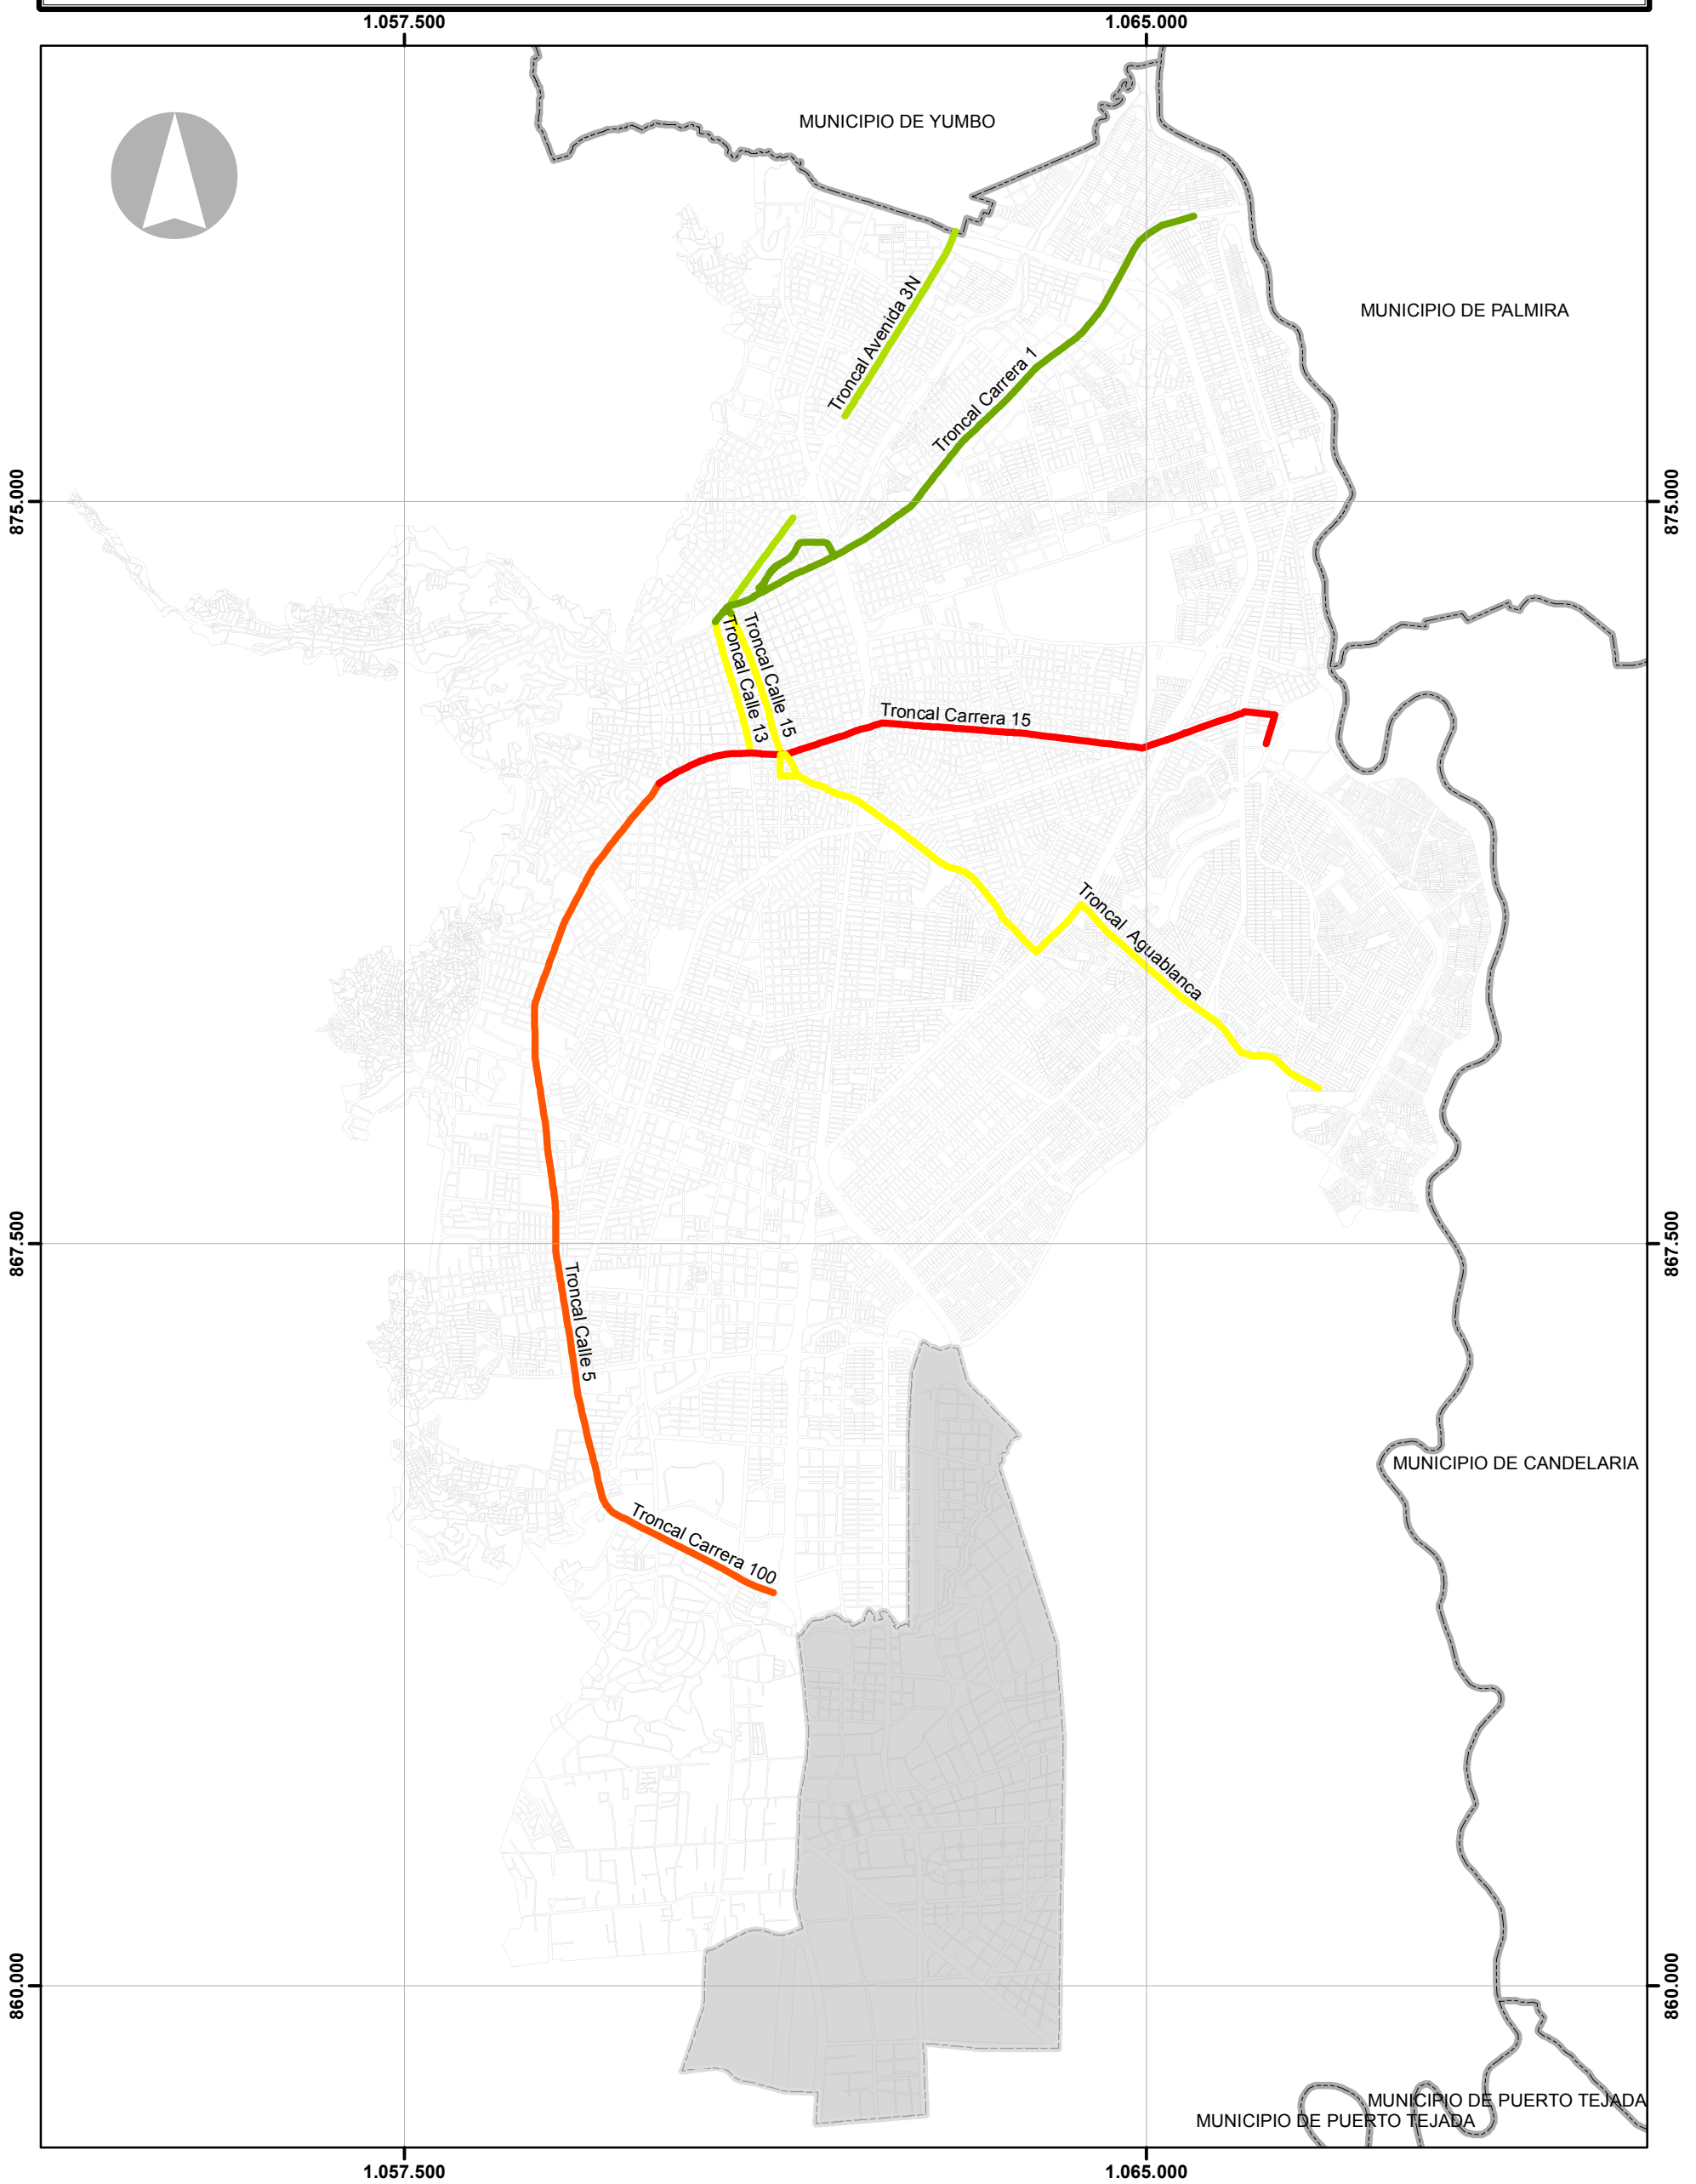 1.057.500
1.065.000
MUNICIPIO DE YUMBO
MUNICIPIO DE PALMIRA
Troncal Avenida 3N
Troncal Carrera 1
875.000
875.000
Troncal Calle 15
Troncal Calle 13
Troncal Carrera 15
Troncal Aguablanca
867.500
867.500
Troncal Calle 5
MUNICIPIO DE CANDELARIA
Troncal Carrera 100
860.000
860.000
MUNICIPIO DE PUERTO TEJADA
MUNICIPIO DE PUERTO TEJADA
1.057.500
1.065.000